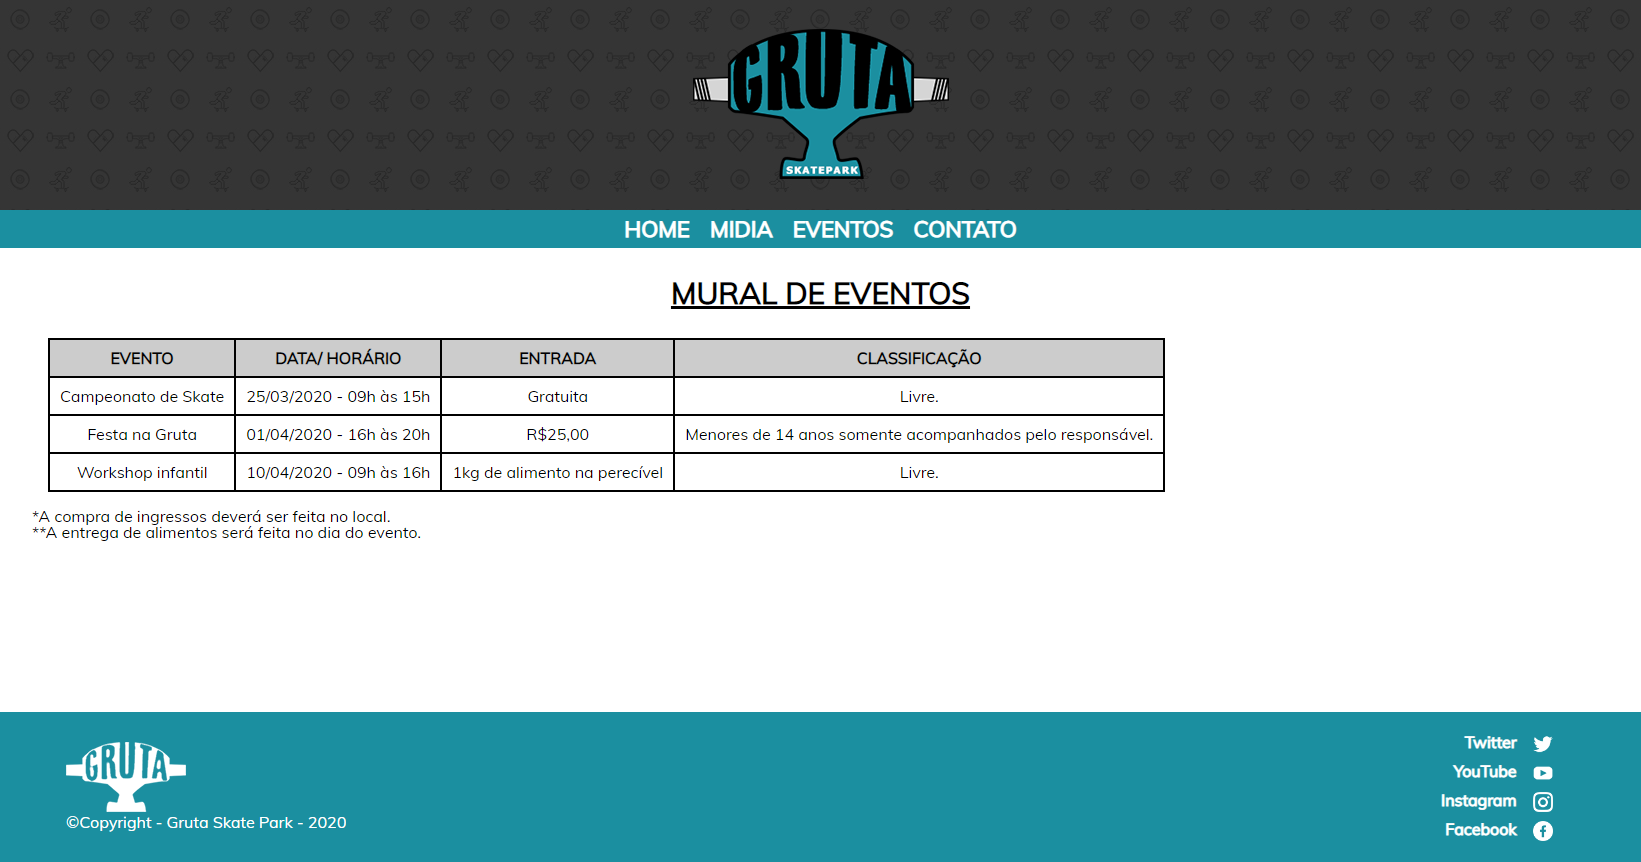 GRUTA
SKATEPARK
HOME MIDIA EVENTOS CONTATO
MURAL DE EVENTOS
EVENTO DATA/ HORÁRIO ENTRADA CLASSIFICAÇÃO
Campeonato de Skate 25/03/2020 - 09h às 15h Gratuita Livre.
Festa na Gruta 01/04/2020 - 16h às 20h R$25,00 Menores de 14 anos somente acompanhados pelo responsável.
Workshop infantil 10/04/2020 - 09h às 16h 1kg de alimento na perecível Livre.
*A compra de ingressos deverá ser feita no local.
**A entrega de alimentos será feita no dia do evento.
GRUTA
©Copyright - Gruta Skate Park - 2020
Twitter
YouTube
Instagram
Facebook